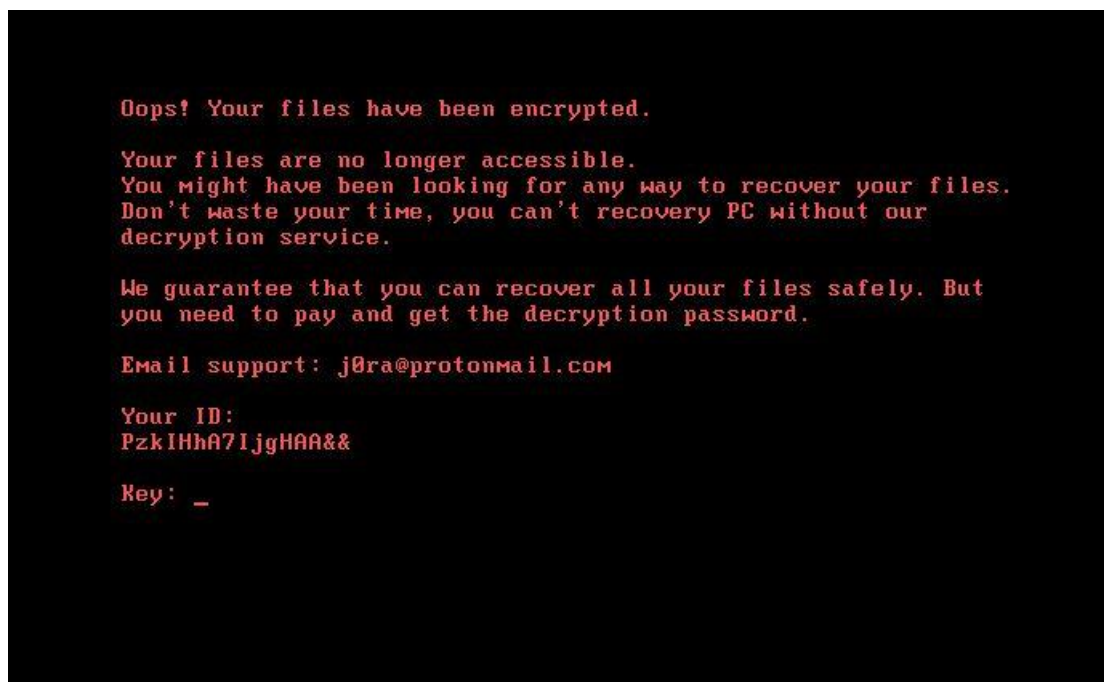 Oops! Your files have been encrypted.
Your files are no longer accessible.
You might have been looking for any way to recover your files.
Don't waste your time, you can't recovery PC without our
decryption service.
We guarantee that you can recover all your files safely. But
you need to pay and get the decryption password.
Email support: j0ra@protonmail.com
Your ID:
PzkIHhA7IjgHAA&&
Key: _